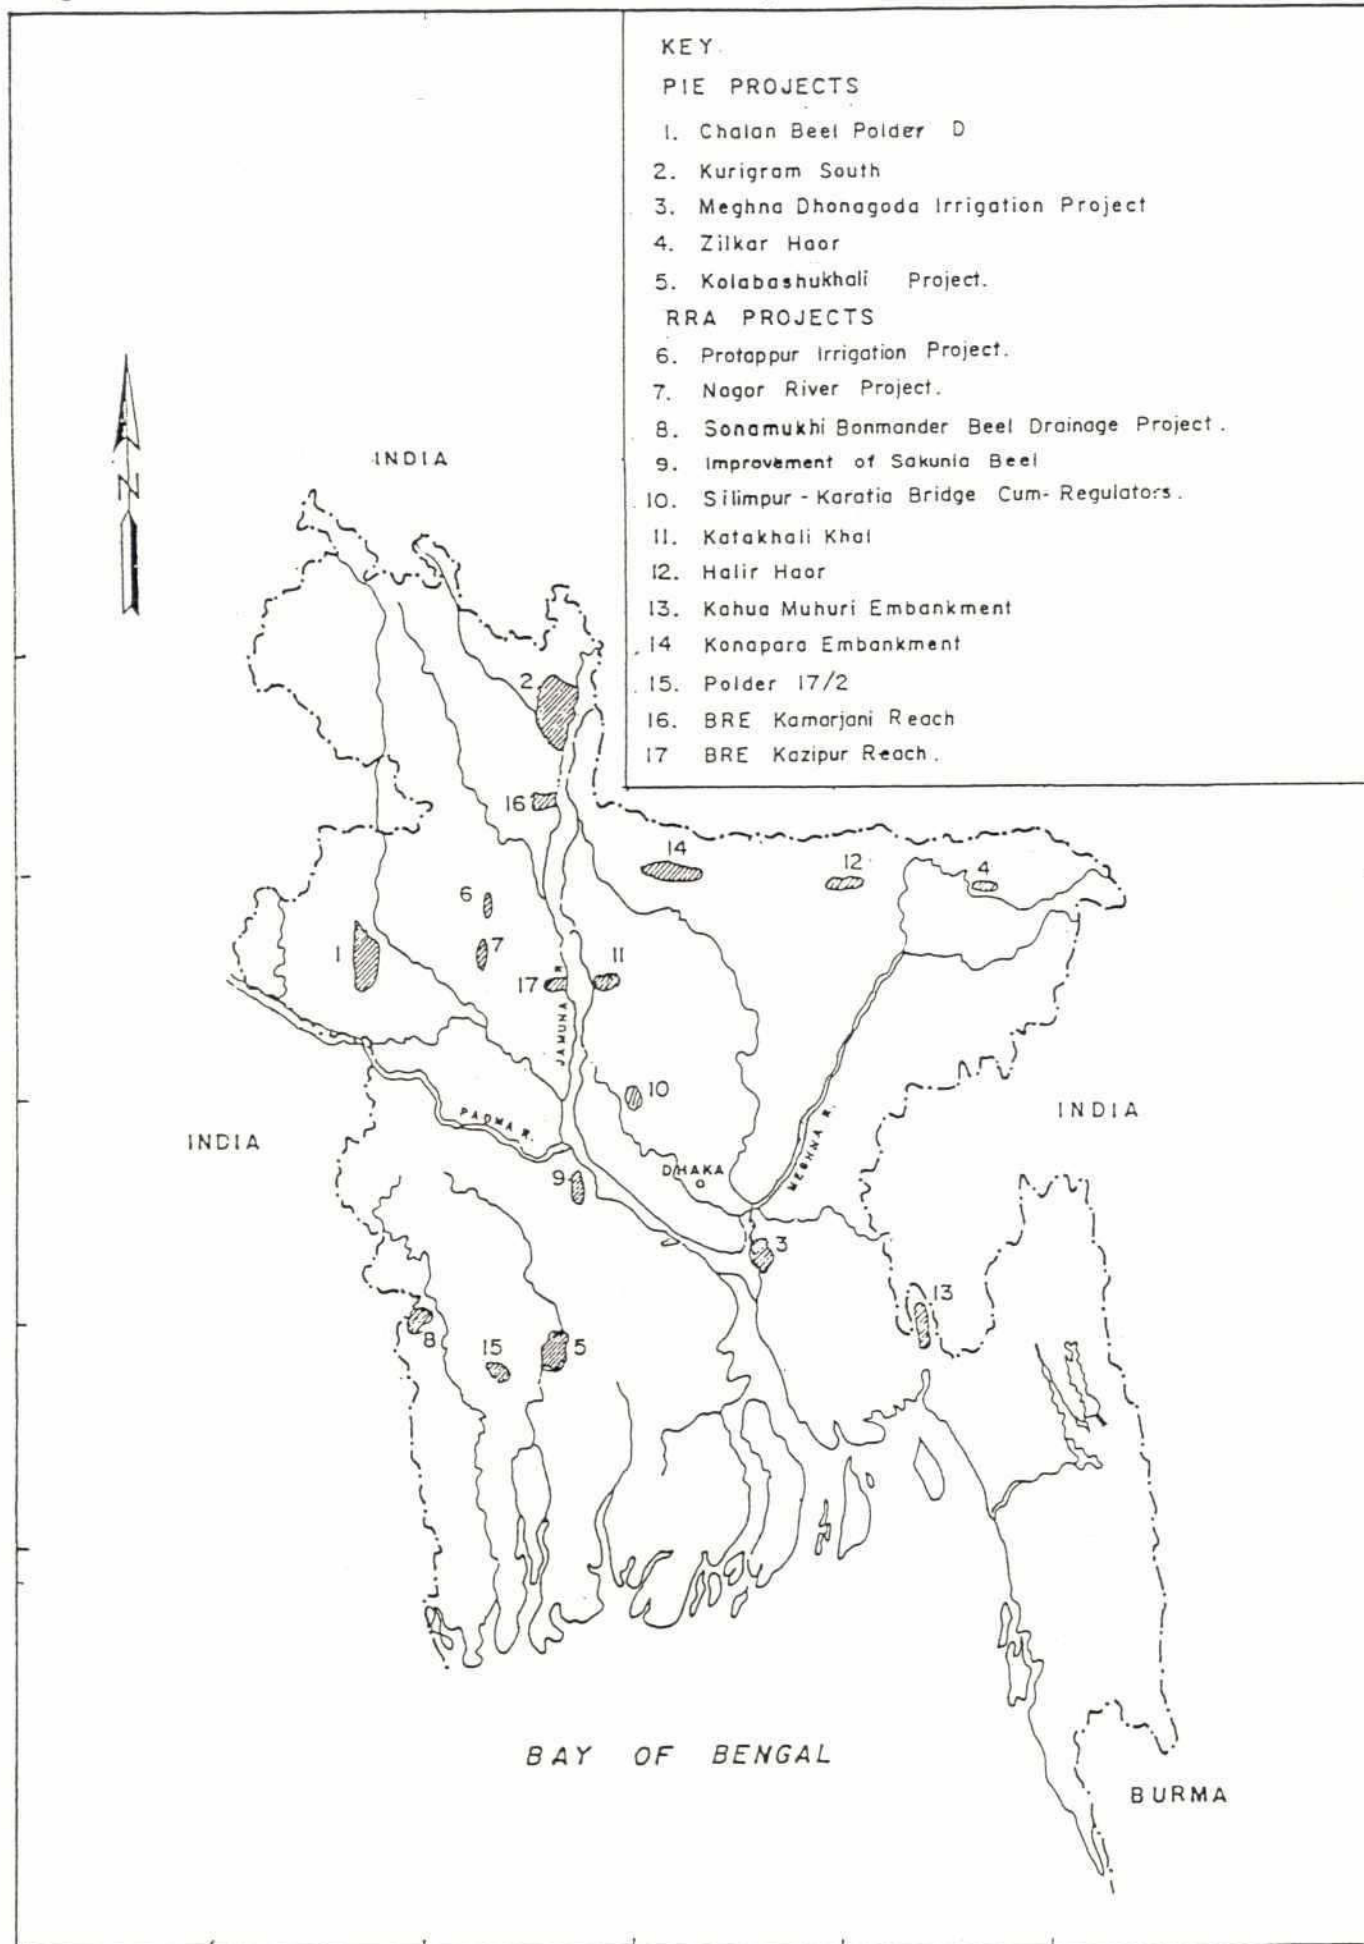 KEY.
PIE PROJECTS
1. Chalan Beel Polder D
2. Kurigram South
3. Meghna Dhonagoda Irrigation Project
4. Zilkar Haor
5. Kolabashukhali Project.
RRA PROJECTS
6. Protappur Irrigation Project.
7. Nagor River Project.
8. Sonamukhi Bonmander Beel Drainage Project.
9. Improvement of Sakunia Beel
10. Silimpur - Karatia Bridge Cum- Regulators.
11. Katakhali Khal
12. Halir Haor
13. Kahua Muhuri Embankment
14 Konapara Embankment
15. Polder 17/2
16. BRE Kamarjani Reach
17 BRE Kazipur Reach.
N
INDIA
2
16
14
12
4
6
1
7
17
11
JAMUNA R
10
PADMA R.
INDIA
INDIA
MEGHNA R.
DHAKA
9
3
13
8
15
5
BAY OF BENGAL
BURMA